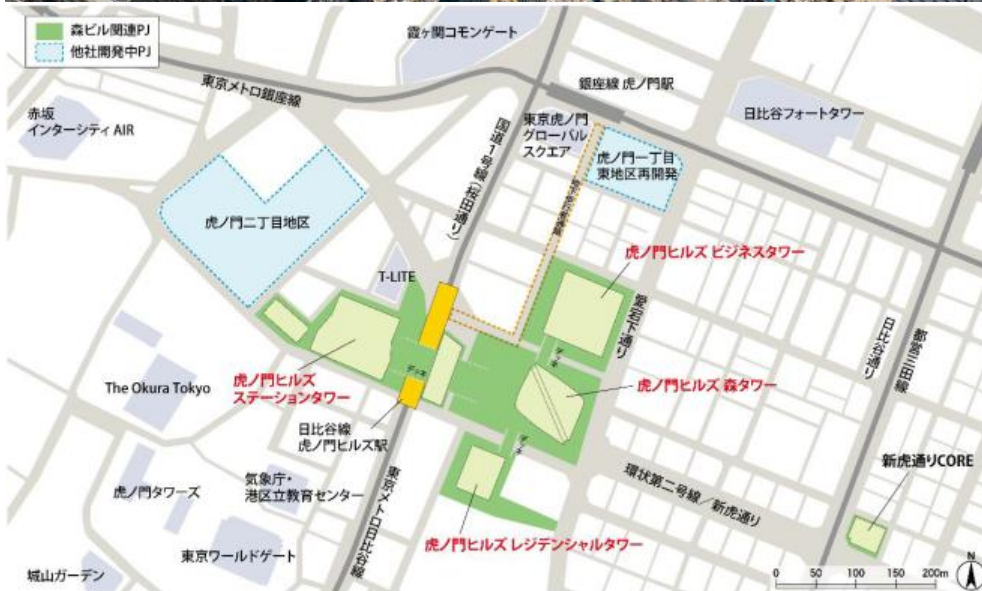 森ビル関連PJ
他社開発中PJ
霞ヶ関コモンゲート
東京メトロ銀座線
銀座線 虎ノ門駅
赤坂
インターシティ AIR
国道1号線(桜田通り)
東京虎ノ門
グローバル
スクエア
虎ノ門一丁目
東地区再開発
日比谷フォートタワー
虎ノ門二丁目地区
T-LITE
虎ノ門ヒルズ ビジネスタワー
愛宕下通り
日比谷通り
都営三田線
デッキ
The Okura Tokyo
虎ノ門ヒルズ
ステーションタワー
デッキ
虎ノ門ヒルズ 森タワー
日比谷線
虎ノ門ヒルズ駅
デッキ
新虎通りCORE
虎ノ門タワーズ
気象庁・
港区立教育センター
東京メトロ日比谷線
環状第二号線/新虎通り
東京ワールドゲート
虎ノ門ヒルズ レジデンシャルタワー
城山ガーデン
0 50 100 150 200m
N